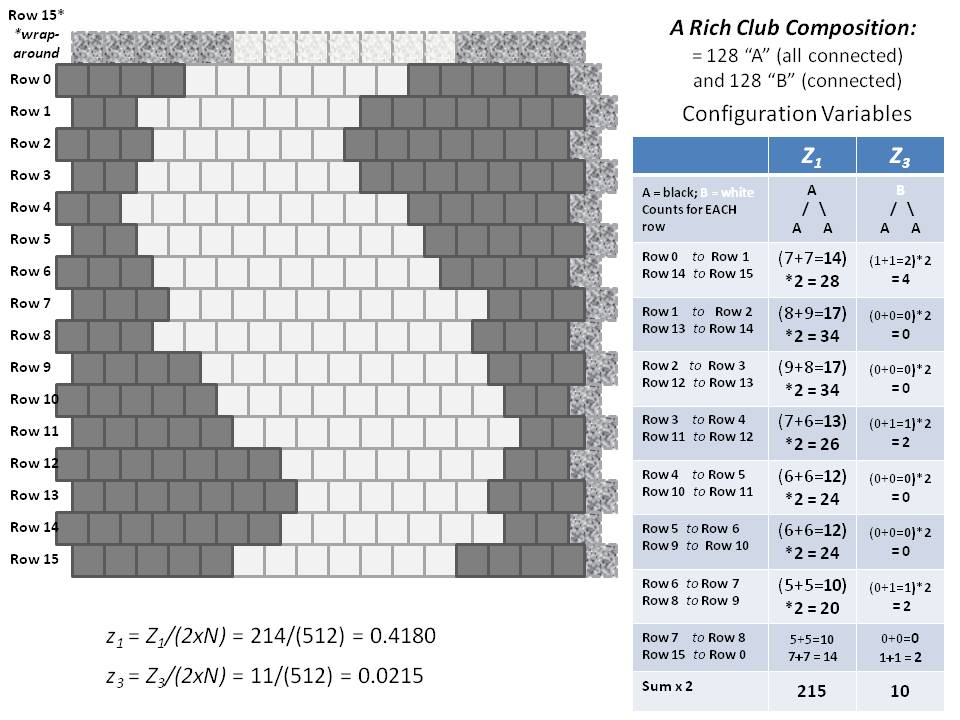 Row 15*
*wrap-
around
Row 0
Row 1
Row 2
Row 3
Row 4
Row 5
Row 6
Row 7
Row 8
Row 9
Row 10
Row 11
Row 12
Row 13
Row 14
Row 15
z1 = Z1/(2xN) = 214/(512) = 0.4180
z3 = Z3/(2xN) = 11/(512) = 0.0215
A Rich Club Composition:
= 128 “A” (all connected)
and 128 “B” (connected)
Configuration Variables
Z1 Z3
A = black; B = white
Counts for EACH
row
A
/ \
A A
B
/ \
A A
Row 0 to Row 1
Row 14 to Row 15
(7+7=14)
*2 = 28
(1+1=2)*2
= 4
Row 1 to Row 2
Row 13 to Row 14
(8+9=17)
*2 = 34
(0+0=0)*2
= 0
Row 2 to Row 3
Row 12 to Row 13
(9+8=17)
*2 = 34
(0+0=0)*2
= 0
Row 3 to Row 4
Row 11 to Row 12
(7+6=13)
*2 = 26
(0+1=1)*2
= 2
Row 4 to Row 5
Row 10 to Row 11
(6+6=12)
*2 = 24
(0+0=0)*2
= 0
Row 5 to Row 6
Row 9 to Row 10
(6+6=12)
*2 = 24
(0+0=0)*2
= 0
Row 6 to Row 7
Row 8 to Row 9
(5+5=10)
*2 = 20
(0+1=1)*2
= 2
Row 7 to Row 8
Row 15 to Row 0
5+5=10
7+7 = 14
0+0=0
1+1 = 2
Sum x 2
215
10